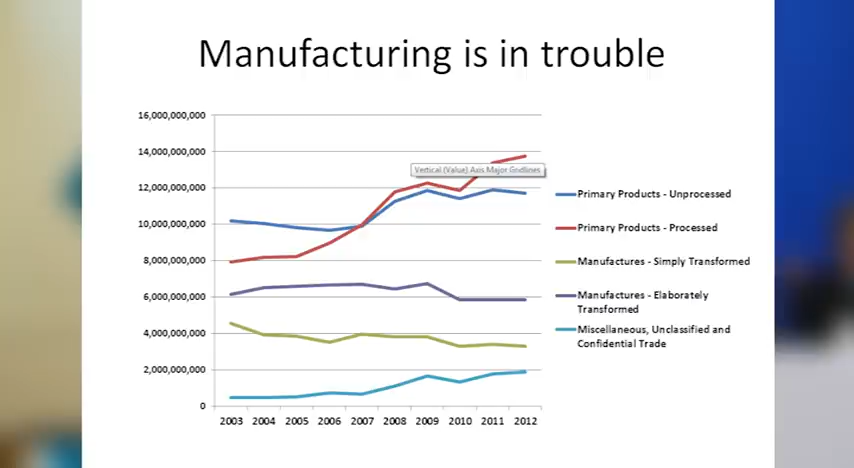 Manufacturing is in trouble
16,000,000,000
14,000,000,000
12,000,000,000
10,000,000,000
8,000,000,000
6,000,000,000
4,000,000,000
2,000,000,000
0
2003 2004 2005 2006 2007 2008 2009 2010 2011 2012
Vertical (Value) Axis Major Gridlines
Primary Products - Unprocessed
Primary Products - Processed
Manufactures - Simply Transformed
Manufactures - Elaborately
Transformed
Miscellaneous, Unclassified and
Confidential Trade